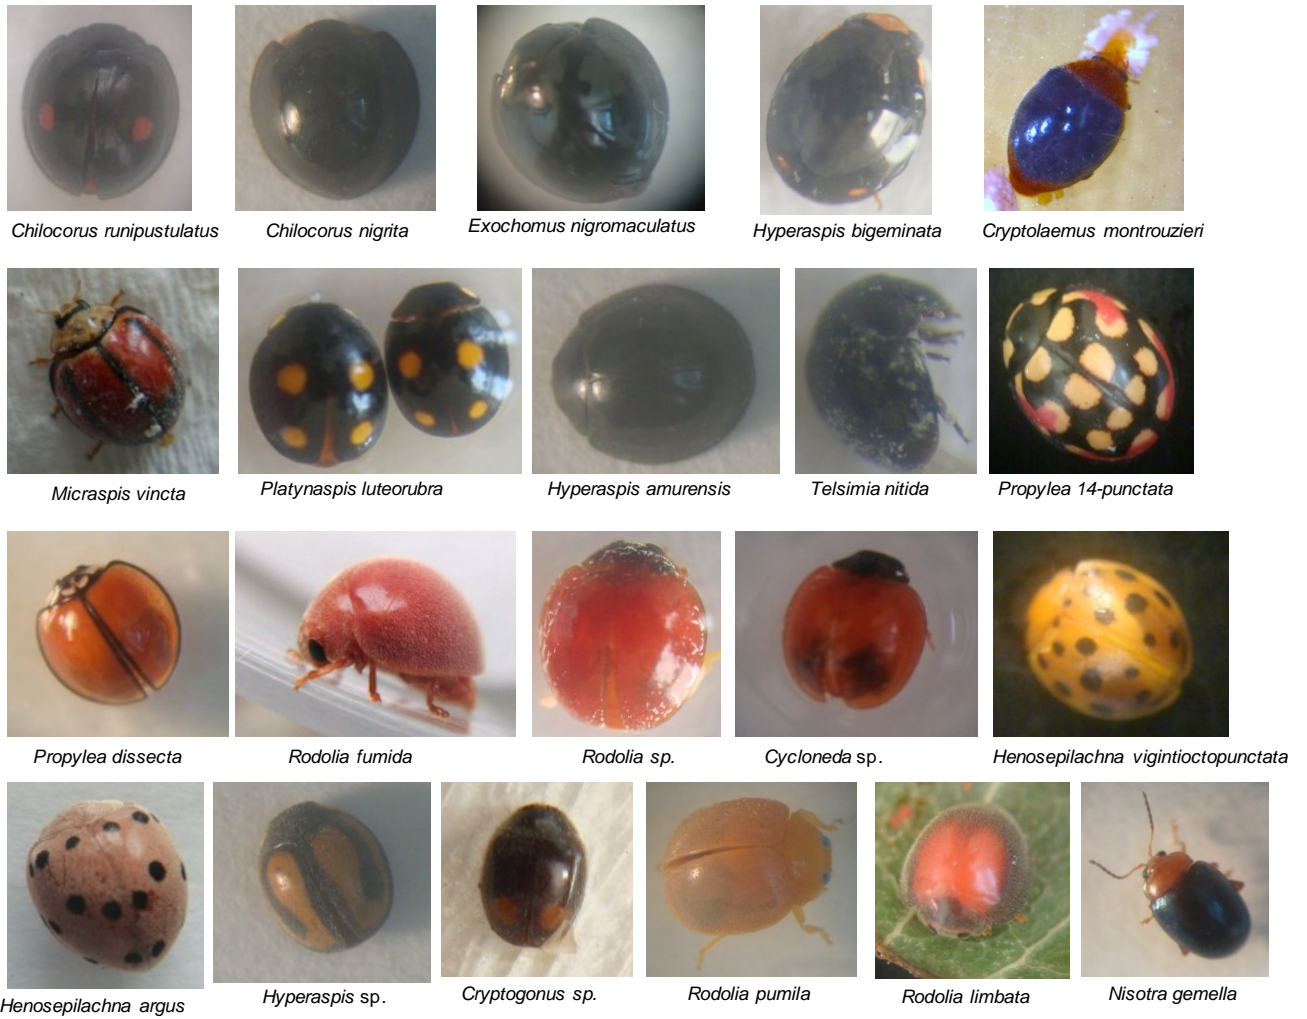 Chilocorus runipustulatus
Chilocorus nigrita
Exochomus nigromaculatus
Hyperaspis bigeminata
Cryptolaemus montrouzieri
Micraspis vincta
Platynaspis luteorubra
Hyperaspis amurensis
Telsimia nitida
Propylea 14-punctata
Propylea dissecta
Rodolia fumida
Rodolia sp.
Cycloneda sp.
Henosepilachna vigintioctopunctata
Henosepilachna argus
Hyperaspis sp.
Cryptogonus sp.
Rodolia pumila
Rodolia limbata
Nisotra gemella